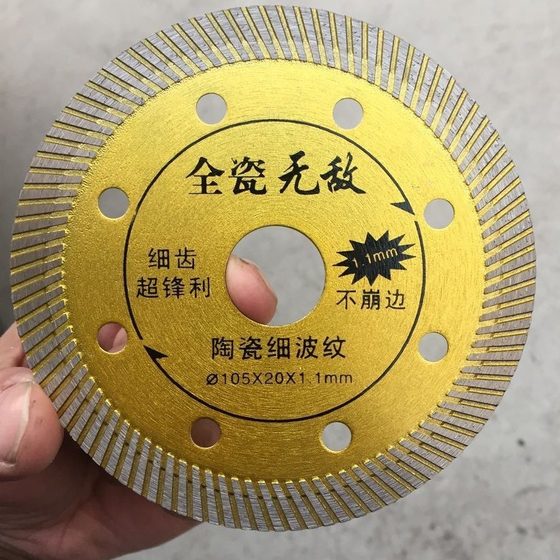 全瓷无敌
细齿
超锋利
1.1mm
不崩边
陶瓷细波纹
Ø105X20X1.1mm